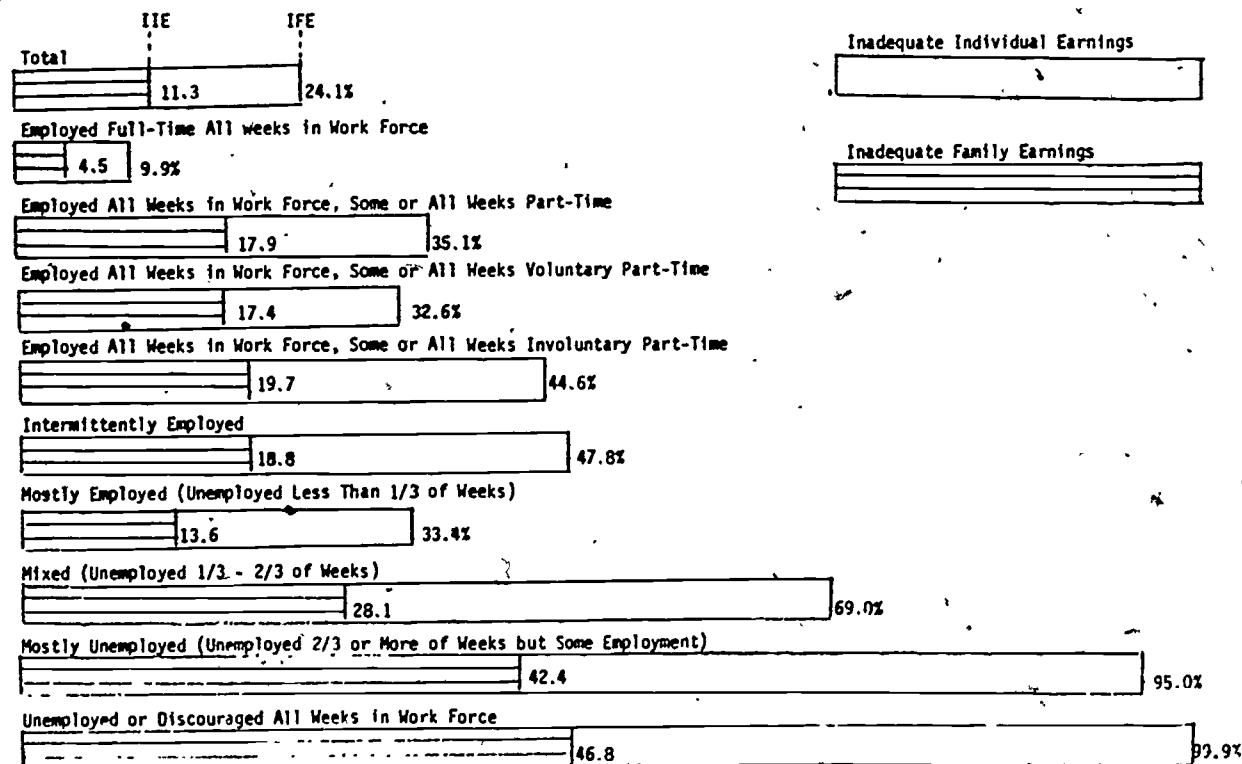 IIE IFE
Total
11.3 24.1%
Employed Full-Time All weeks in Work Force
4.5 9.9%
Employed All Weeks in Work Force, Some or All Weeks Part-Time
17.9 35.1%
Employed All Weeks in Work Force, Some or All Weeks Voluntary Part-Time
17.4 32.6%
Employed All Weeks in Work Force, Some or All Weeks Involuntary Part-Time
19.7 44.6%
Intermittently Employed
18.8 47.8%
Mostly Employed (Unemployed Less Than 1/3 of Weeks)
13.6 33.4%
Mixed (Unemployed 1/3 - 2/3 of Weeks)
28.1 69.0%
Mostly Unemployed (Unemployed 2/3 or More of Weeks but Some Employment)
42.4 95.0%
Unemployed or Discouraged All Weeks in Work Force
46.8 99.9%
Inadequate Individual Earnings
Inadequate Family Earnings